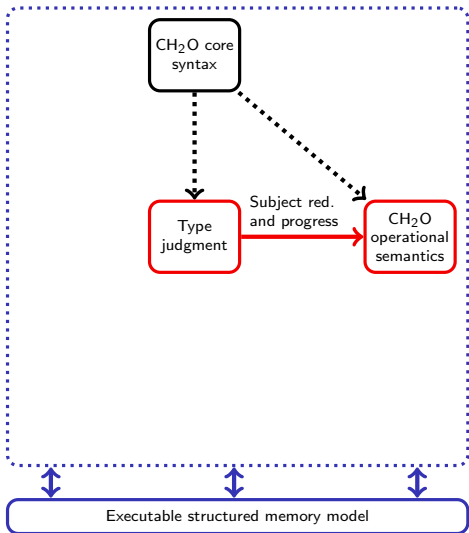 CH₂O core
syntax
Subject red.
and progress
Type
judgment
CH₂O
operational
semantics
Executable structured memory model